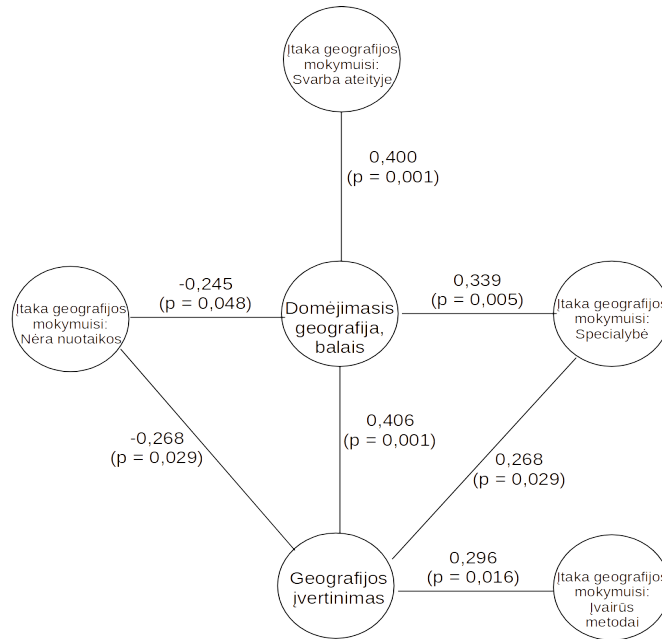 Įtaka geografijos
mokymuisi:
Svarba ateityje
0,400
(p = 0,001)
Įtaka geografijos
mokymuisi:
Nėra nuotaikos
-0,245
(p = 0,048)
Domėjimasis
geografija,
balais
0,339
(p = 0,005)
Įtaka geografijos
mokymuisi:
Specialybė
-0,268
(p = 0,029)
0,406
(p = 0,001)
0,268
(p = 0,029)
Geografijos
įvertinimas
0,296
(p = 0,016)
Įtaka geografijos
mokymuisi:
Įvairūs
metodai